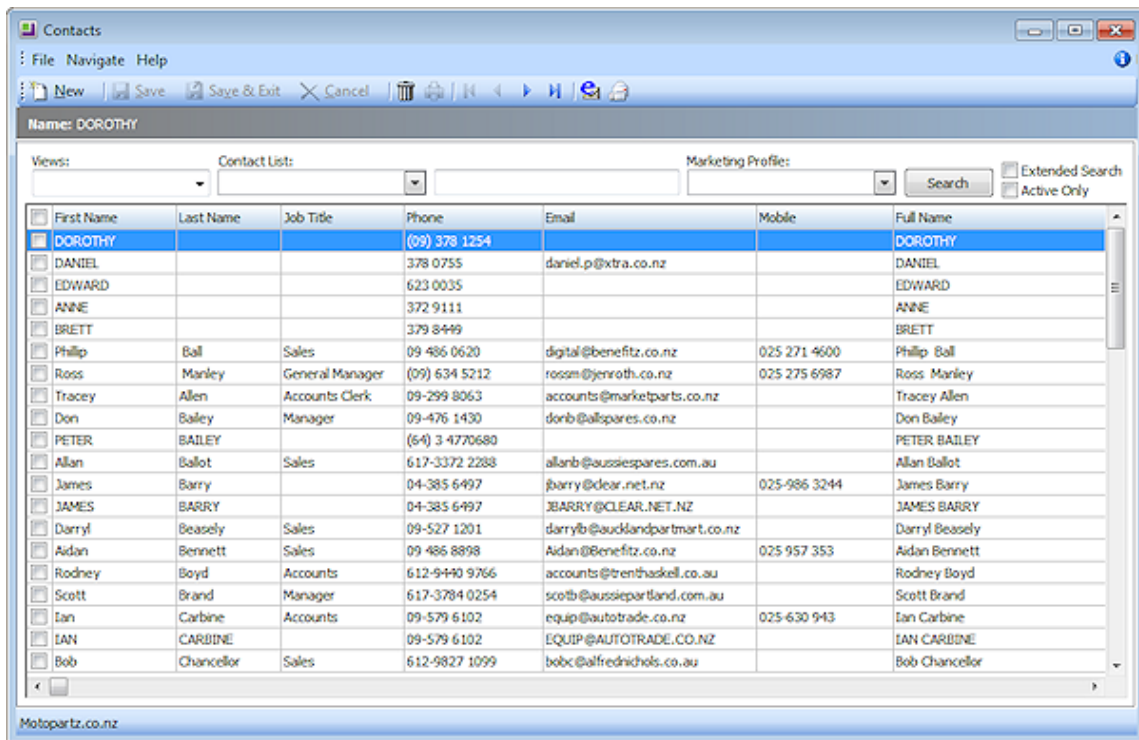 Contacts
File Navigate Help
New Save Save & Exit Cancel
Name: DOROTHY
Views: Contact List: Marketing Profile:
Search Extended Search
Active Only
First Name Last Name Job Title Phone Email Mobile Full Name
DOROTHY (09) 378 1254 DOROTHY
DANIEL 378 0755 daniel.p@xtra.co.nz DANIEL
EDWARD 623 0035 EDWARD
ANNE 372 9111 ANNE
BRETT 379 8449 BRETT
Philip Ball Sales 09 486 0620 digital@benefitz.co.nz 025 271 4600 Philip Ball
Ross Manley General Manager (09) 634 5212 rossm@jenroth.co.nz 025 275 6987 Ross Manley
Tracey Allen Accounts Clerk 09-299 8063 accounts@marketparts.co.nz Tracey Allen
Don Bailey Manager 09-476 1430 donb@allspares.co.nz Don Bailey
PETER BAILEY (64) 3 4770680 PETER BAILEY
Allan Ballot Sales 617-3372 2288 allanb@aussiespares.com.au Allan Ballot
James Barry 04-385 6497 jbarry@clear.net.nz 025-986 3244 James Barry
JAMES BARRY 04-385 6497 JBARRY@CLEAR.NET.NZ JAMES BARRY
Darryl Beasely Sales 09-527 1201 darrylb@aucklandpartmart.co.nz Darryl Beasely
Aidan Bennett Sales 09 486 8898 Aidan@Benefitz.co.nz 025 957 353 Aidan Bennett
Rodney Boyd Accounts 612-9440 9766 accounts@trenthaskell.co.au Rodney Boyd
Scott Brand Manager 617-3784 0254 scotb@aussiepartland.com.au Scott Brand
Ian Carbine Accounts 09-579 6102 equip@autotrade.co.nz 025-630 943 Ian Carbine
IAN CARBINE 09-579 6102 EQUIP@AUTOTRADE.CO.NZ IAN CARBINE
Bob Chancellor Sales 612-9827 1099 bobc@alfrednichols.co.au Bob Chancellor
Motopartz.co.nz